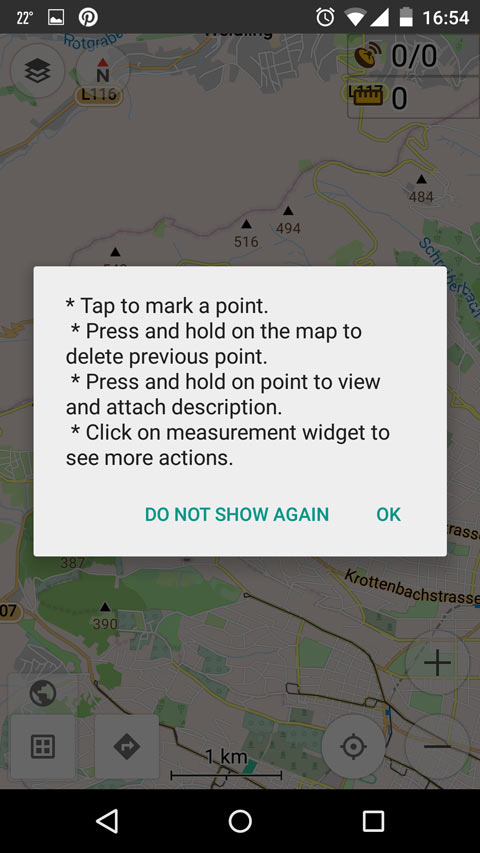 22°
16:54
Weidling
Rotgrabe
N
0/0
L116
L117
0
484
494
516
Schreiberbach
* Tap to mark a point.
* Press and hold on the map to
delete previous point.
* Press and hold on point to view
and attach description.
* Click on measurement widget to
see more actions.
DO NOT SHOW AGAIN
OK
387
Krottenbachstrasse
07
390
1 km